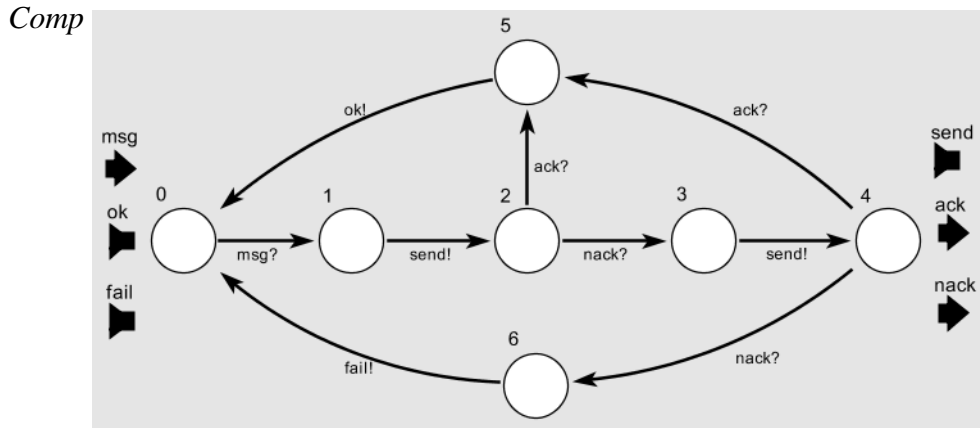 Comp
5
ok!
ack?
msg
send
0
1
2
ack?
3
4
ok
ack
msg?
send!
nack?
send!
fail
nack
6
fail!
nack?